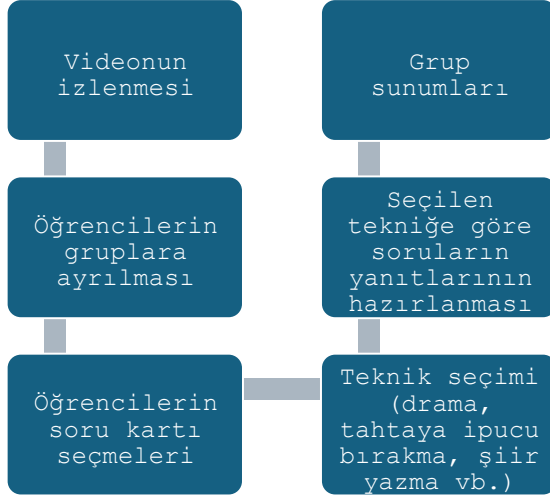 Videonun
izlenmesi
Öğrencilerin
gruplara
ayrılması
Öğrencilerin
soru kartı
seçmeleri
Teknik seçimi
(drama,
tahtaya ipucu
bırakma, şiir
yazma vb.)
Seçilen
tekniğe göre
soruların
yanıtlarının
hazırlanması
Grup
sunumları